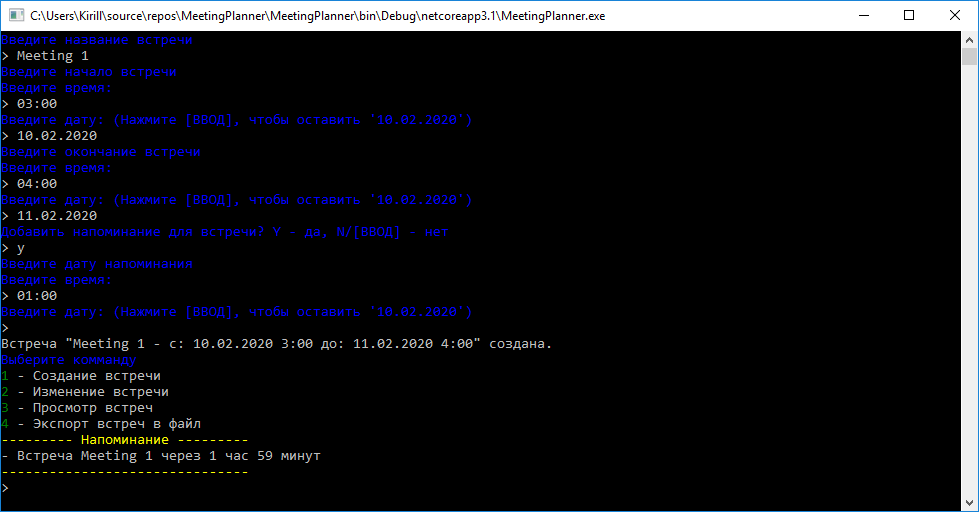 C:\Users\Kirill\source\repos\MeetingPlanner\MeetingPlanner\bin\Debug\netcoreapp3.1\MeetingPlanner.exe
Введите название встречи
> Meeting 1
Введите начало встречи
Введите время:
> 03:00
Введите дату: (Нажмите [ВВОД], чтобы оставить '10.02.2020')
> 10.02.2020
Введите окончание встречи
Введите время:
> 04:00
Введите дату: (Нажмите [ВВОД], чтобы оставить '10.02.2020')
> 11.02.2020
Добавить напоминание для встречи? Y - да, N/[ВВОД] - нет
> y
Введите дату напоминания
Введите время:
> 01:00
Введите дату: (Нажмите [ВВОД], чтобы оставить '10.02.2020')
>
Встреча "Meeting 1 - с: 10.02.2020 3:00 до: 11.02.2020 4:00" создана.
Выберите комманду
1 - Создание встречи
2 - Изменение встречи
3 - Просмотр встреч
4 - Экспорт встреч в файл
--------- Напоминание ---------
- Встреча Meeting 1 через 1 час 59 минут
-------------------------------
>